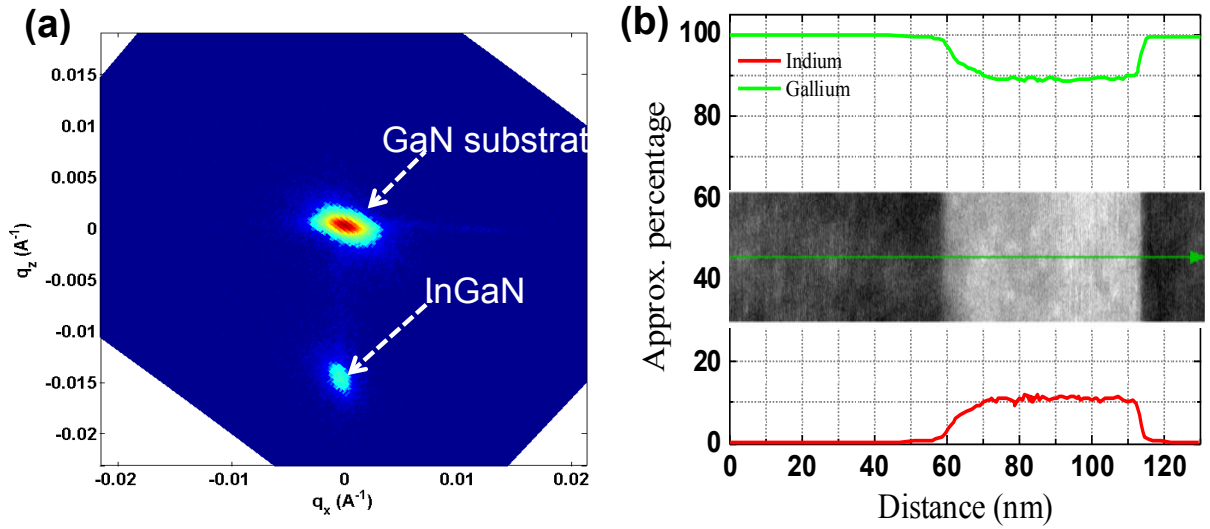 (a)
0.015
0.01
0.005
0
-0.005
-0.01
-0.015
-0.02
q_z (A⁻¹)
GaN substrat
InGaN
-0.02
-0.01
0
0.01
0.02
q_x (A⁻¹)
(b)
100
80
60
40
20
0
Approx. percentage
Indium
Gallium
0 20 40 60 80 100 120
Distance (nm)